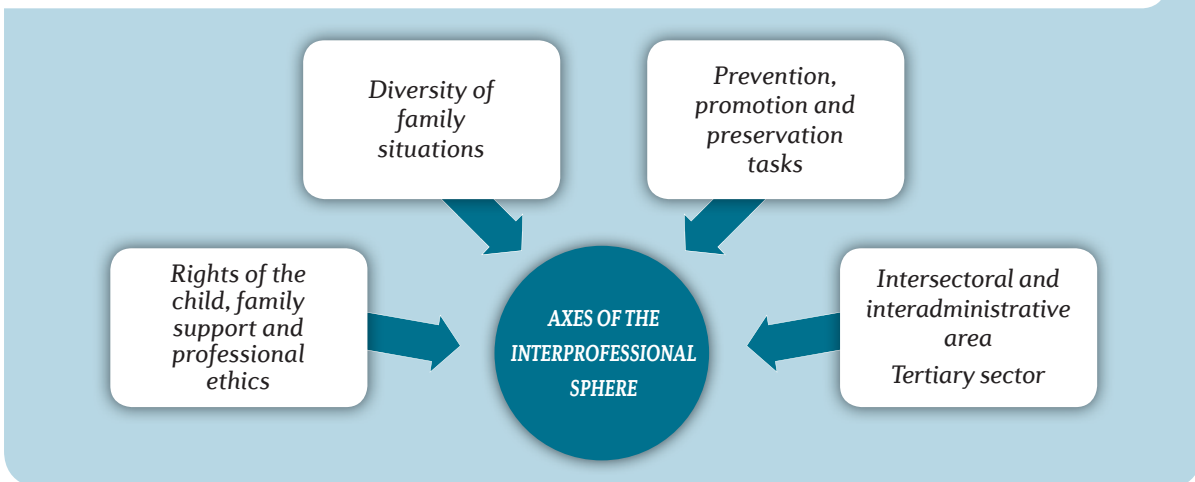 Diversity of
family
situations
Prevention,
promotion and
preservation
tasks
Rights of the
child, family
support and
professional
ethics
AXES OF THE
INTERPROFESSIONAL
SPHERE
Intersectoral and
interadministrative
area
Tertiary sector